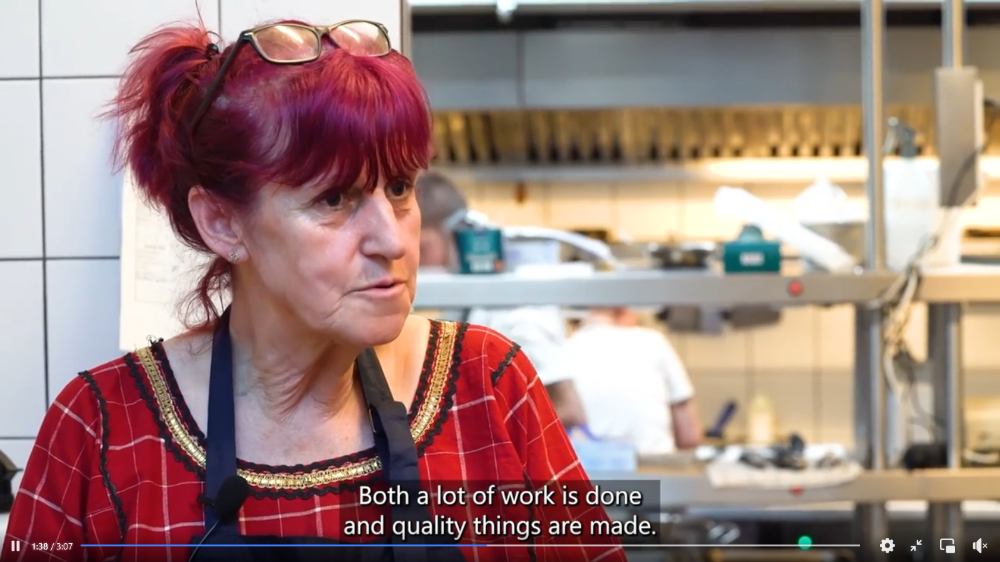 Both a lot of work is done
and quality things are made.
1:38 / 3:07